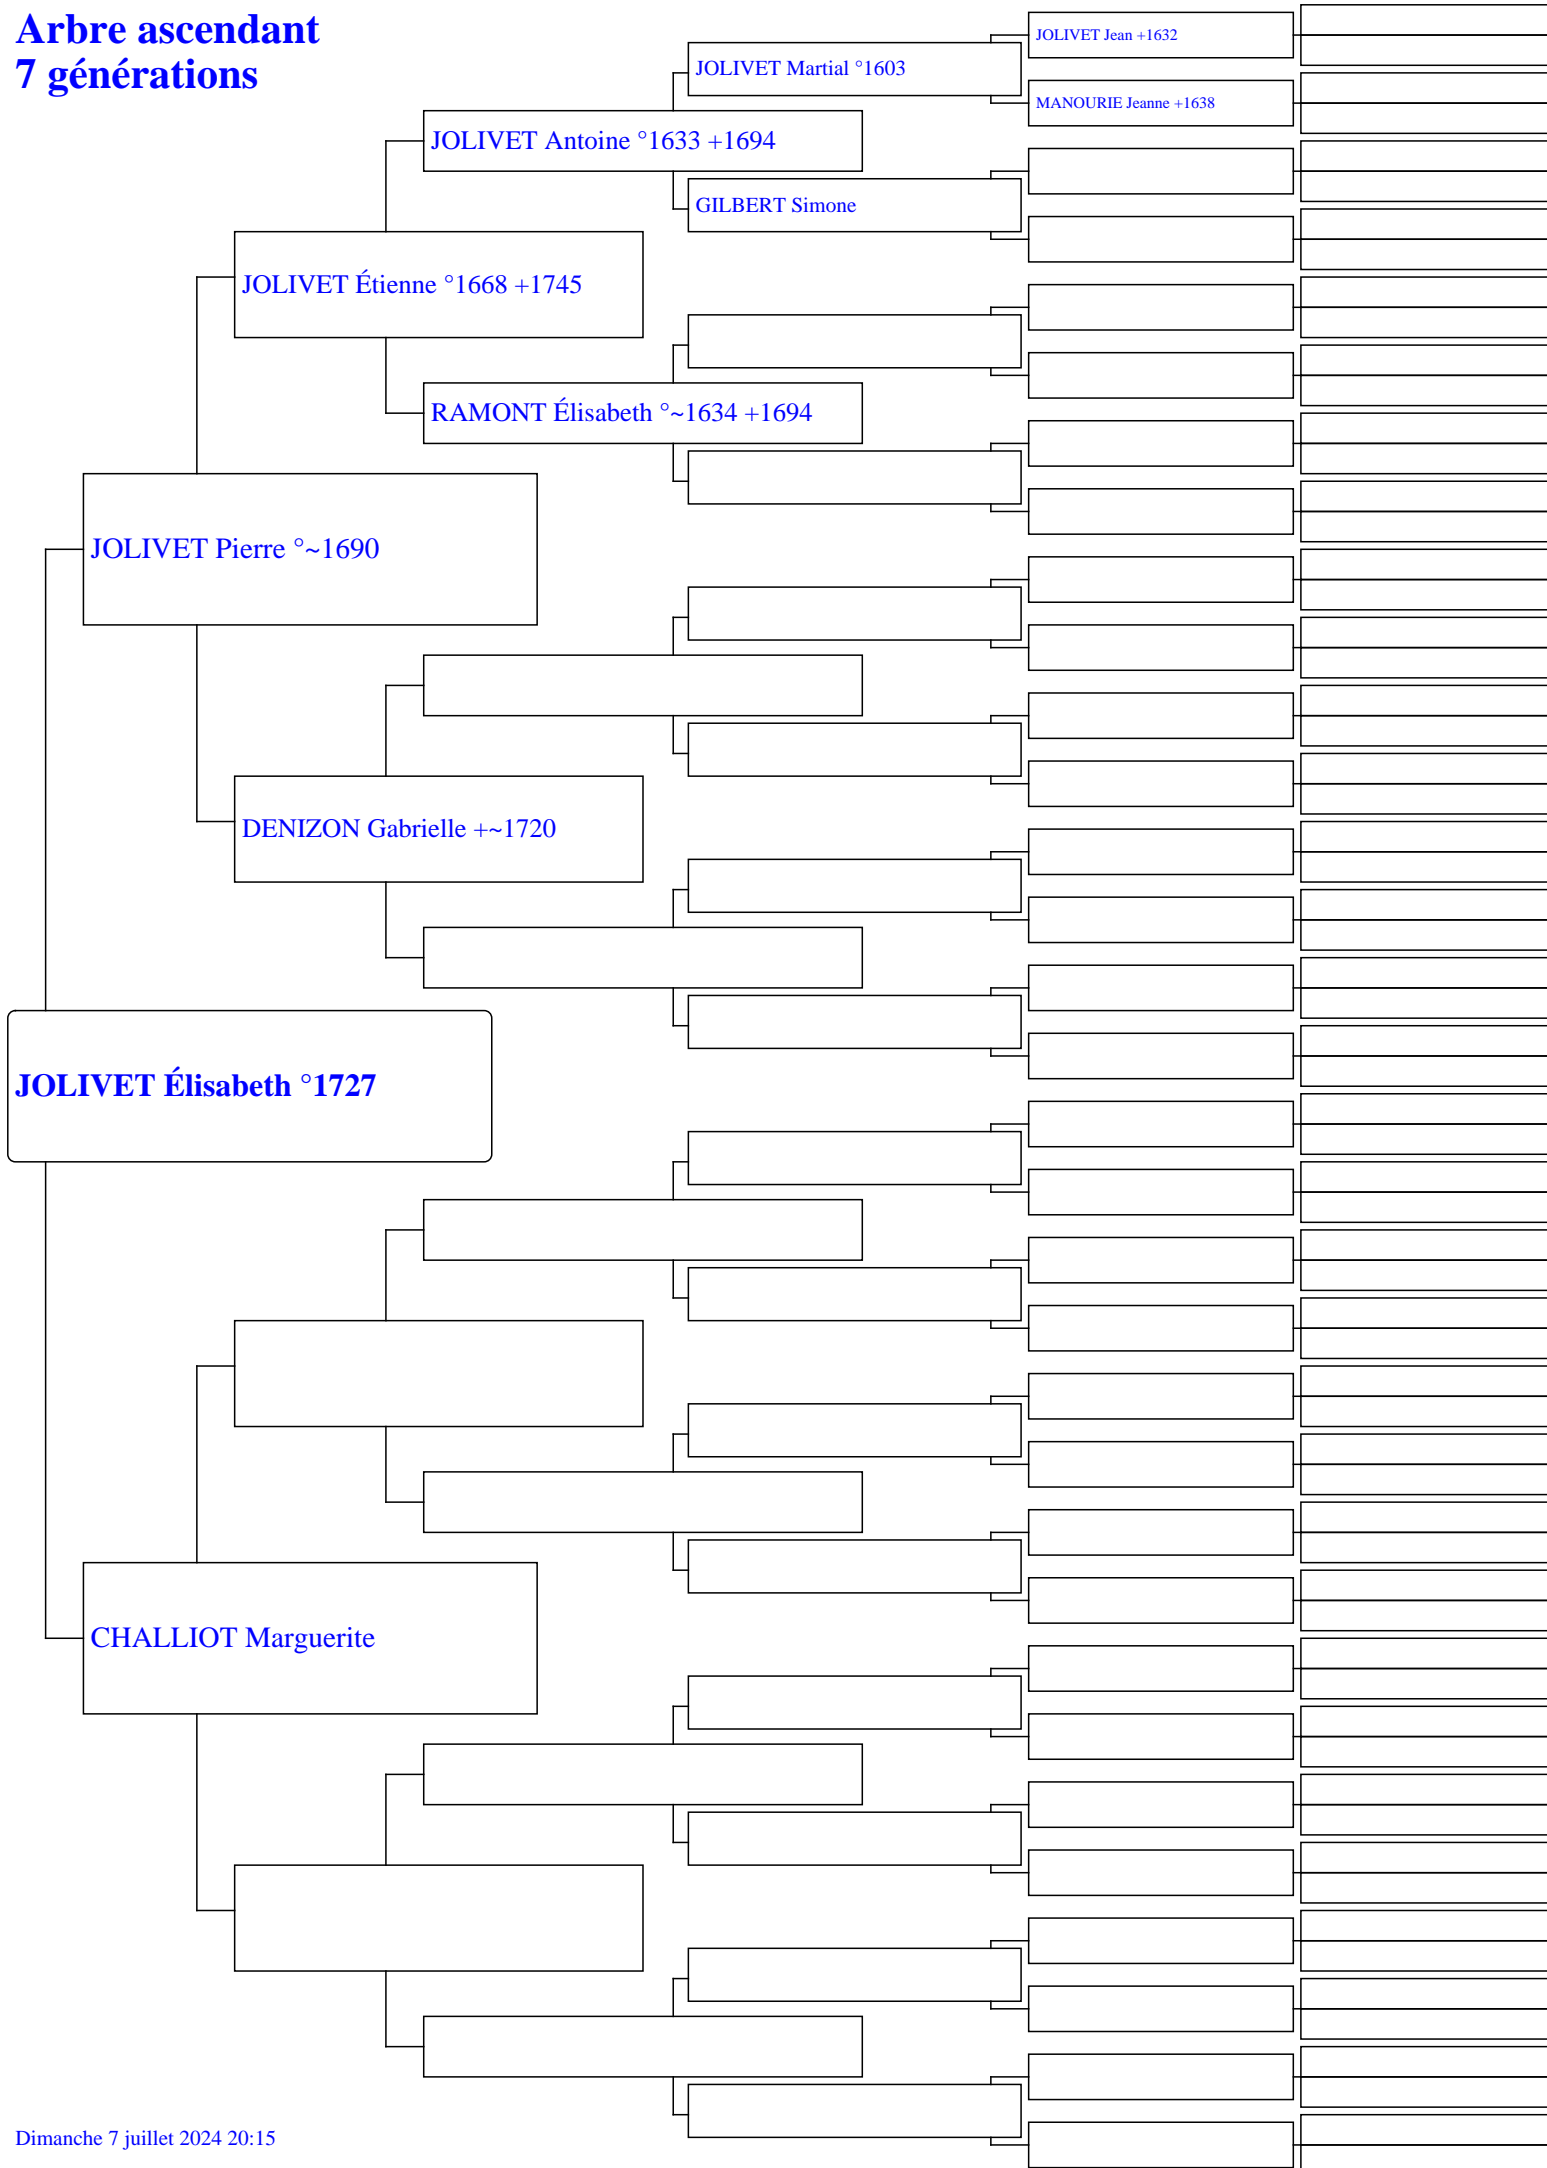 Arbre ascendant
7 générations
JOLIVET Jean +1632
JOLIVET Martial °1603
MANOURIE Jeanne +1638
JOLIVET Antoine °1633 +1694
GILBERT Simone
JOLIVET Étienne °1668 +1745
RAMONT Élisabeth °~1634 +1694
JOLIVET Pierre °~1690
DENIZON Gabrielle +~1720
JOLIVET Élisabeth °1727
CHALLIOT Marguerite
Dimanche 7 juillet 2024 20:15